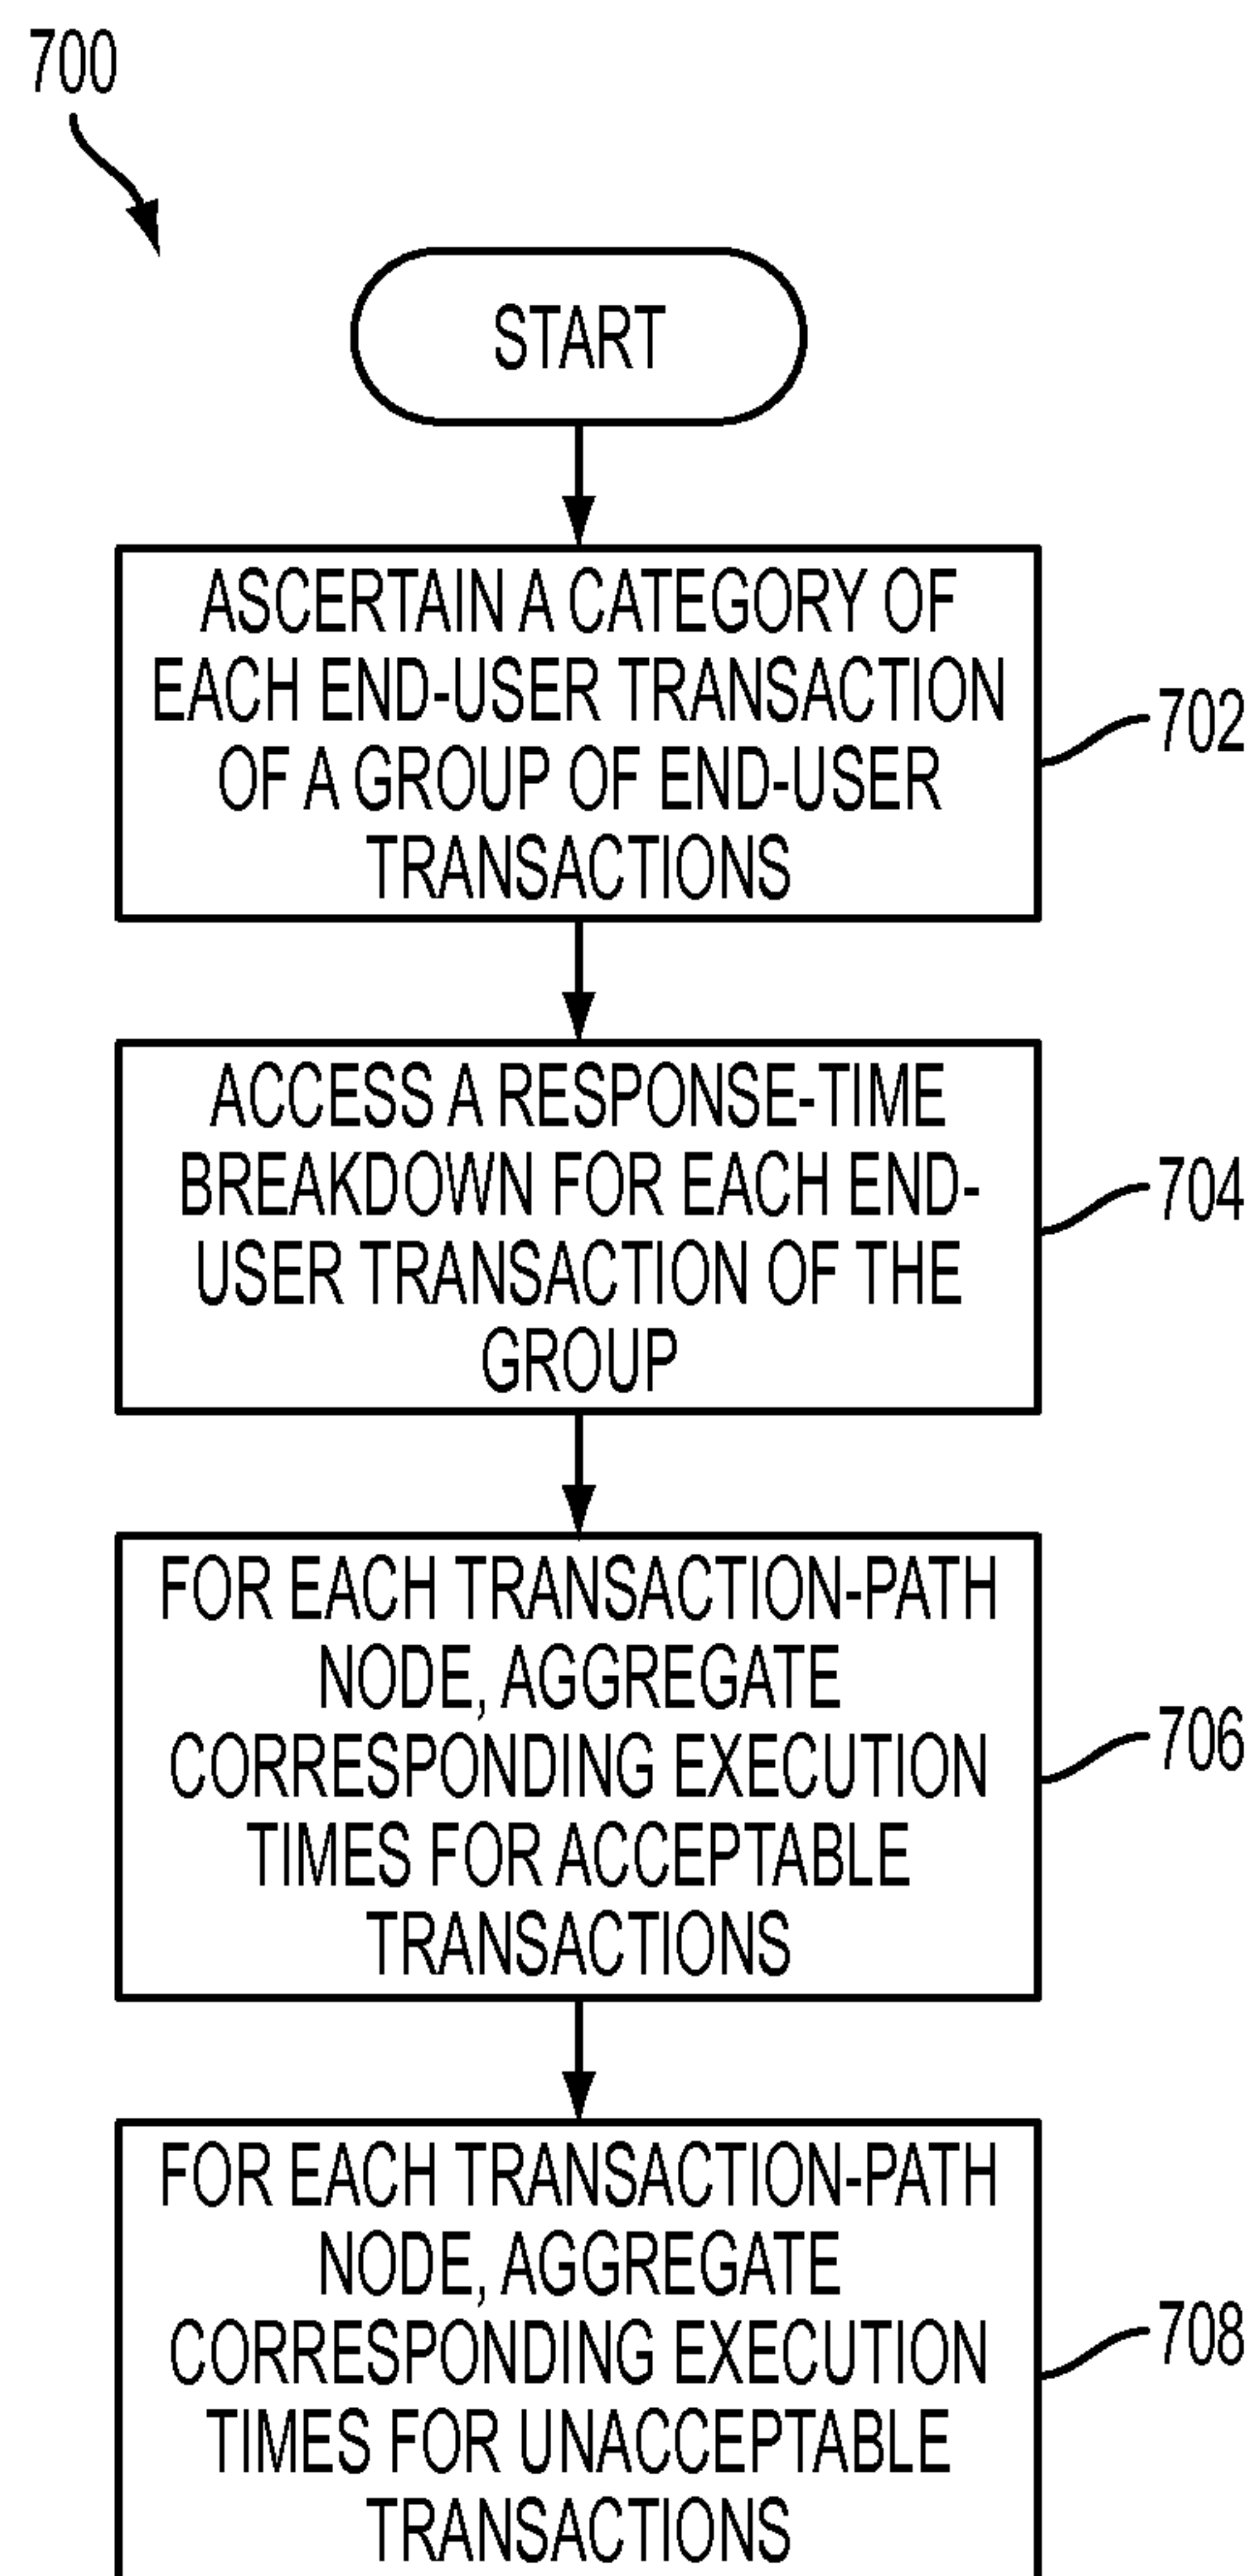 700
START
ASCERTAIN A CATEGORY OF
EACH END-USER TRANSACTION
OF A GROUP OF END-USER
TRANSACTIONS
702
ACCESS A RESPONSE-TIME
BREAKDOWN FOR EACH END-
USER TRANSACTION OF THE
GROUP
704
FOR EACH TRANSACTION-PATH
NODE, AGGREGATE
CORRESPONDING EXECUTION
TIMES FOR ACCEPTABLE
TRANSACTIONS
706
FOR EACH TRANSACTION-PATH
NODE, AGGREGATE
CORRESPONDING EXECUTION
TIMES FOR UNACCEPTABLE
TRANSACTIONS
708